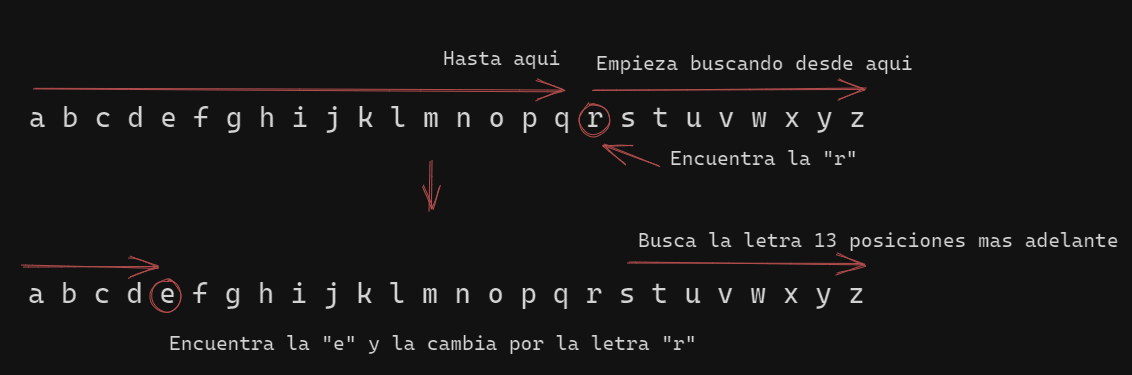 Hasta aqui
Empieza buscando desde aqui
a b c d e f g h i j k l m n o p q r s t u v w x y z
Encuentra la "r"
Busca la letra 13 posiciones mas adelante
a b c d e f g h i j k l m n o p q r s t u v w x y z
Encuentra la "e" y la cambia por la letra "r"